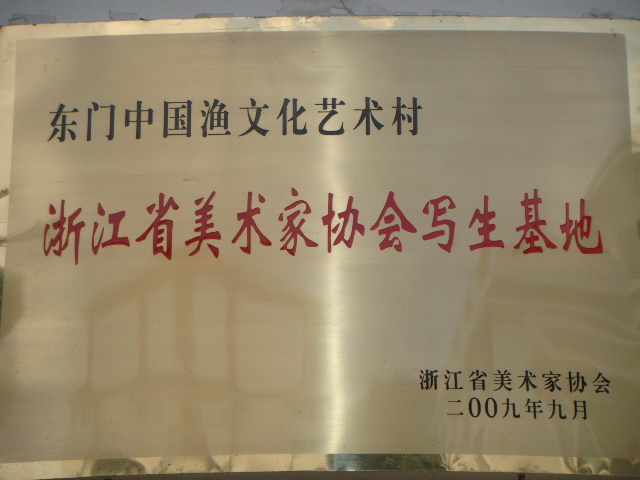 东门中国渔文化艺术村
浙江省美术家协会写生基地
浙江省美术家协会
二00九年九月